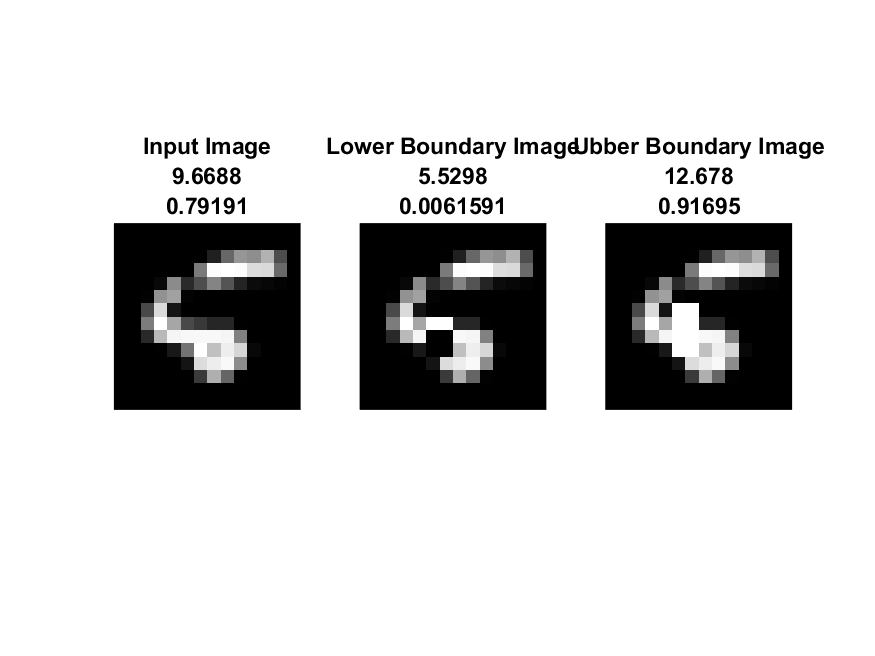 Input Image
9.6688
0.79191
Lower Boundary Image
5.5298
0.0061591
Ubber Boundary Image
12.678
0.91695